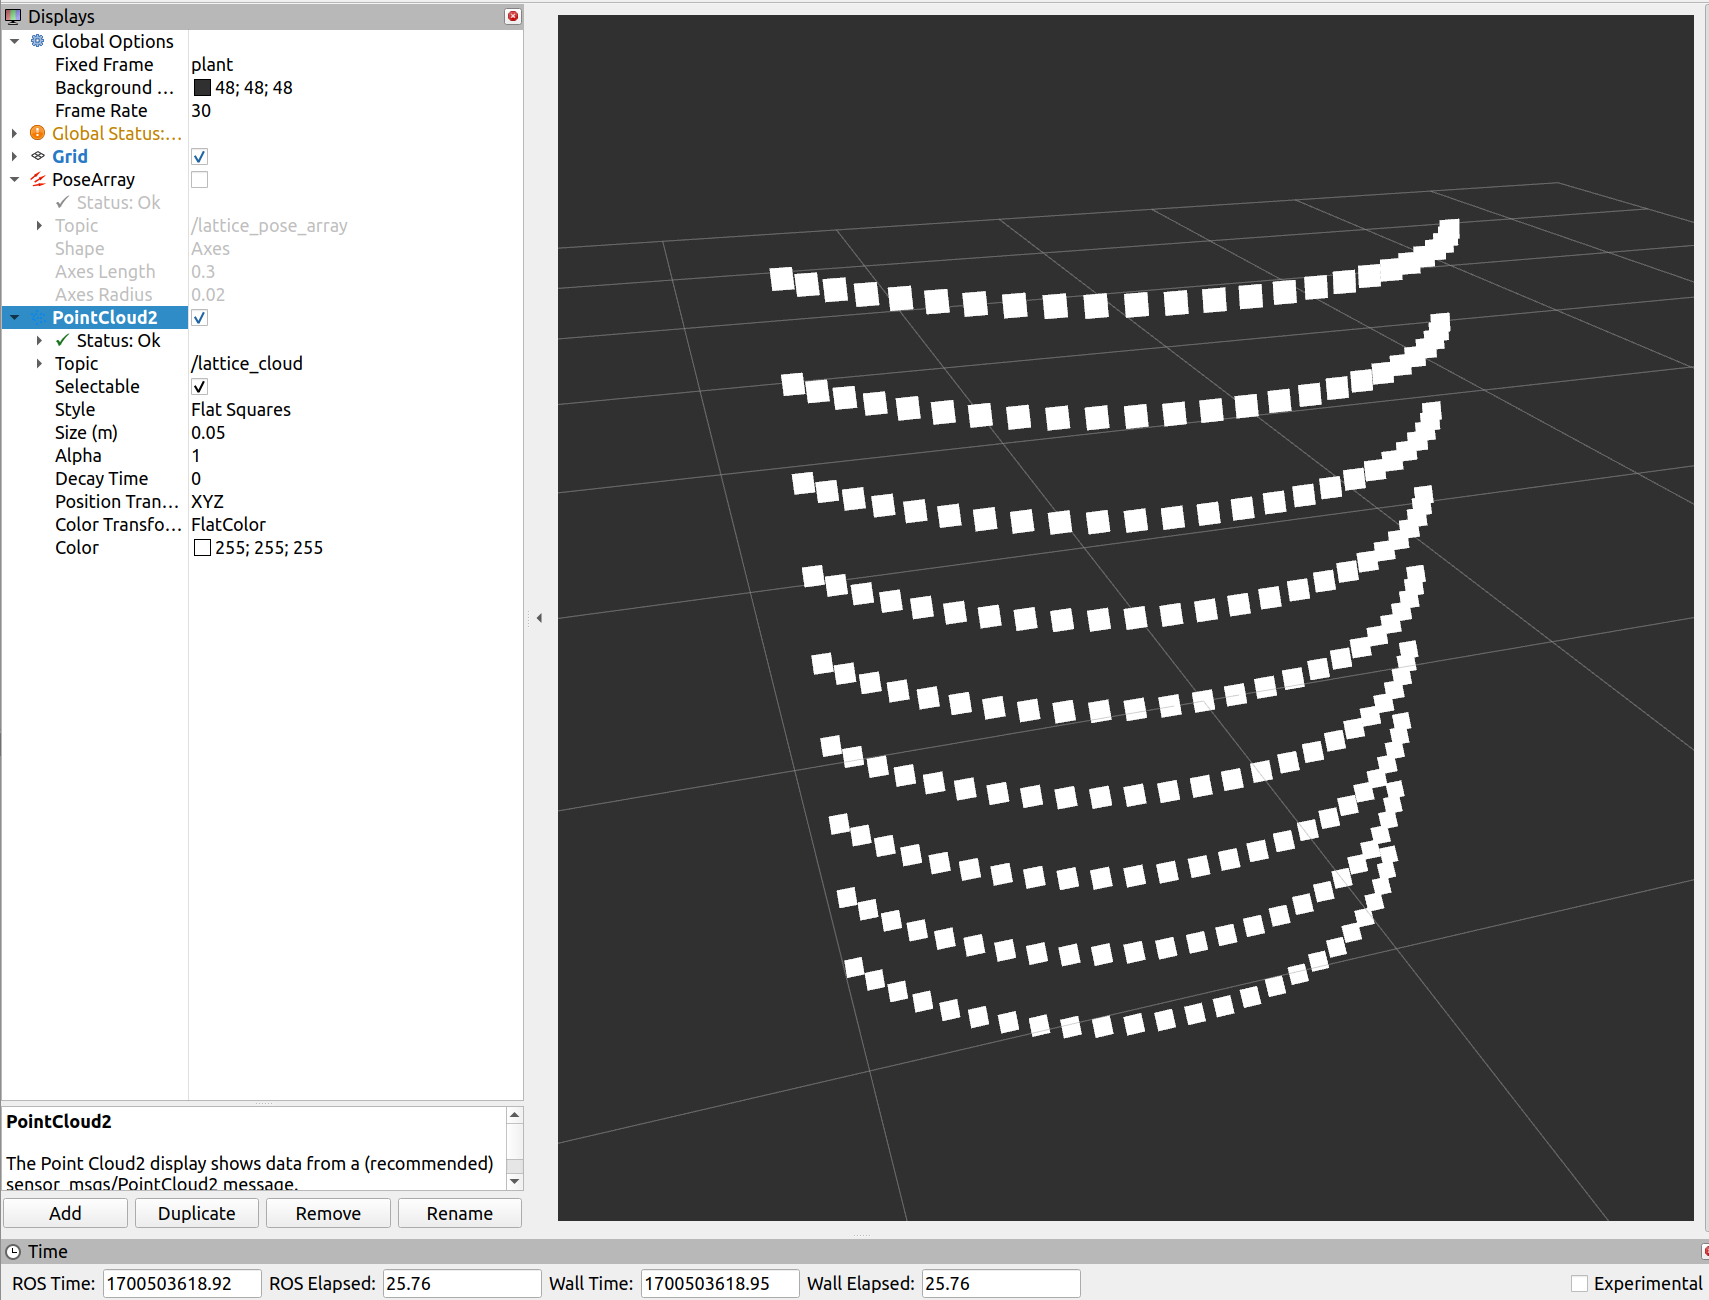 Displays
Global Options
Fixed Frame plant
Background ... 48; 48; 48
Frame Rate 30
Global Status:...
Grid
PoseArray
Status: Ok
Topic /lattice_pose_array
Shape Axes
Axes Length 0.3
Axes Radius 0.02
PointCloud2
Status: Ok
Topic /lattice_cloud
Selectable
Style Flat Squares
Size (m) 0.05
Alpha 1
Decay Time 0
Position Tran... XYZ
Color Transfo... FlatColor
Color 255; 255; 255
PointCloud2
The Point Cloud2 display shows data from a (recommended)
sensor_msgs/PointCloud2 message.
Add Duplicate Remove Rename
Time
ROS Time: 1700503618.92 ROS Elapsed: 25.76 Wall Time: 1700503618.95 Wall Elapsed: 25.76 Experimental